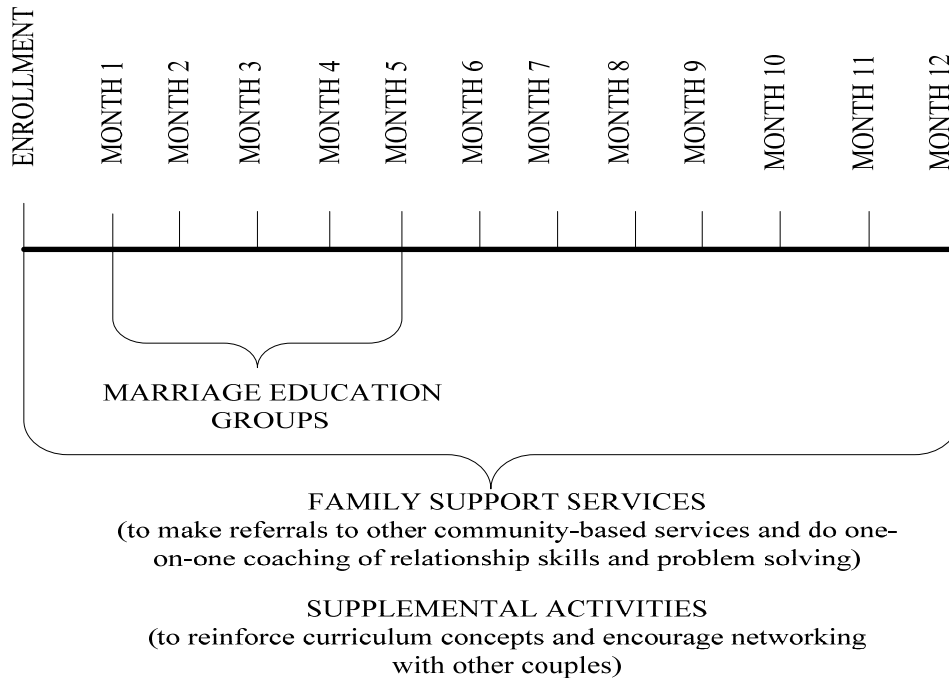 ENROLLMENT
MONTH 1
MONTH 2
MONTH 3
MONTH 4
MONTH 5
MONTH 6
MONTH 7
MONTH 8
MONTH 9
MONTH 10
MONTH 11
MONTH 12
MARRIAGE EDUCATION
GROUPS
FAMILY SUPPORT SERVICES
(to make referrals to other community-based services and do one-
on-one coaching of relationship skills and problem solving)
SUPPLEMENTAL ACTIVITIES
(to reinforce curriculum concepts and encourage networking
with other couples)